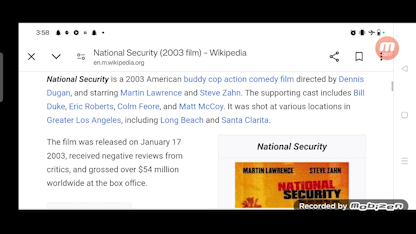 3:58
National Security (2003 film) - Wikipedia
en.m.wikipedia.org
National Security is a 2003 American buddy cop action comedy film directed by Dennis
Dugan, and starring Martin Lawrence and Steve Zahn. The supporting cast includes Bill
Duke, Eric Roberts, Colm Feore, and Matt McCoy. It was shot at various locations in
Greater Los Angeles, including Long Beach and Santa Clarita.
The film was released on January 17
2003, received negative reviews from
critics, and grossed over $54 million
worldwide at the box office.
National Security
MARTIN LAWRENCE STEVE ZAHN
NATIONAL
SECURITY
Recorded by Mobizen